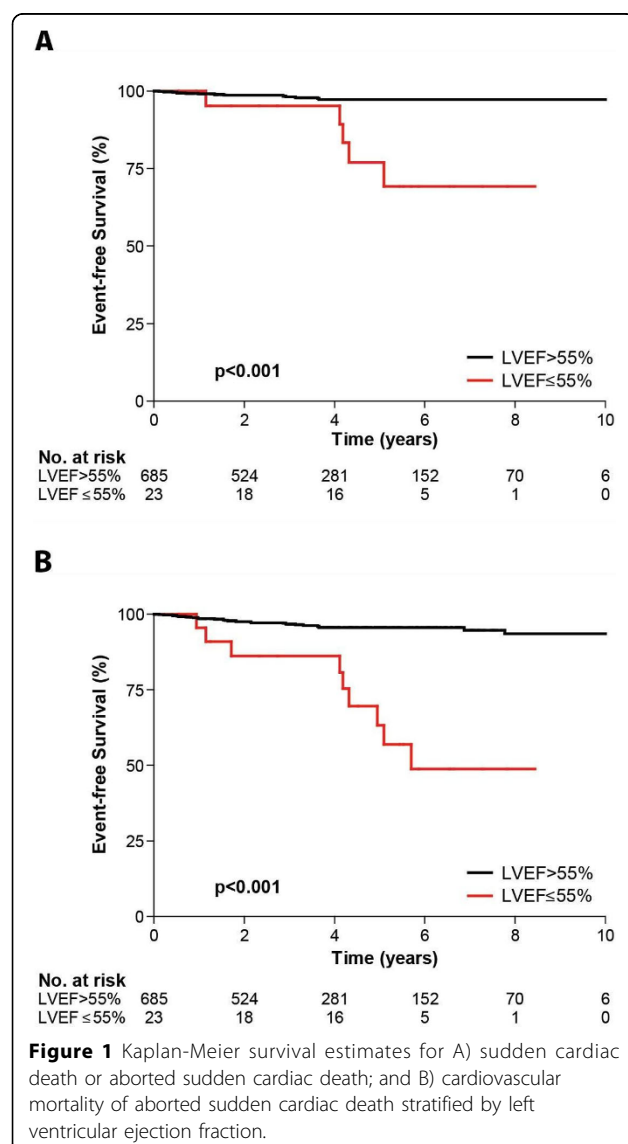 A
Event-free Survival (%)
100
75
50
25
0
p<0.001
LVEF>55%
LVEF≤55%
0 2 4 6 8 10
Time (years)
No. at risk
LVEF>55% 685 524 281 152 70 6
LVEF ≤55% 23 18 16 5 1 0
B
Event-free Survival (%)
100
75
50
25
0
p<0.001
LVEF>55%
LVEF≤55%
0 2 4 6 8 10
Time (years)
No. at risk
LVEF>55% 685 524 281 152 70 6
LVEF ≤55% 23 18 16 5 1 0
Figure 1 Kaplan-Meier survival estimates for A) sudden cardiac
death or aborted sudden cardiac death; and B) cardiovascular
mortality of aborted sudden cardiac death stratified by left
ventricular ejection fraction.